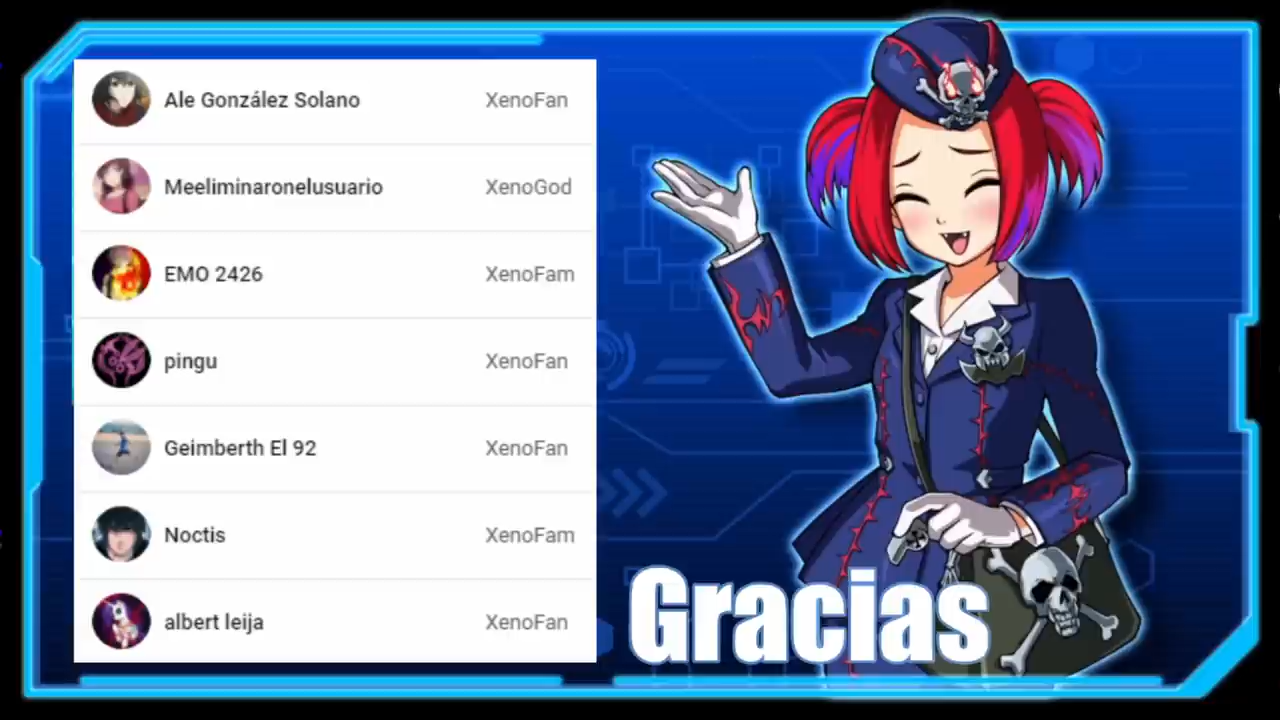 Ale González Solano XenoFan
Meeliminaronelusuario XenoGod
EMO 2426 XenoFam
pingu XenoFan
Geimberth El 92 XenoFan
Noctis XenoFam
albert leija XenoFan
Gracias